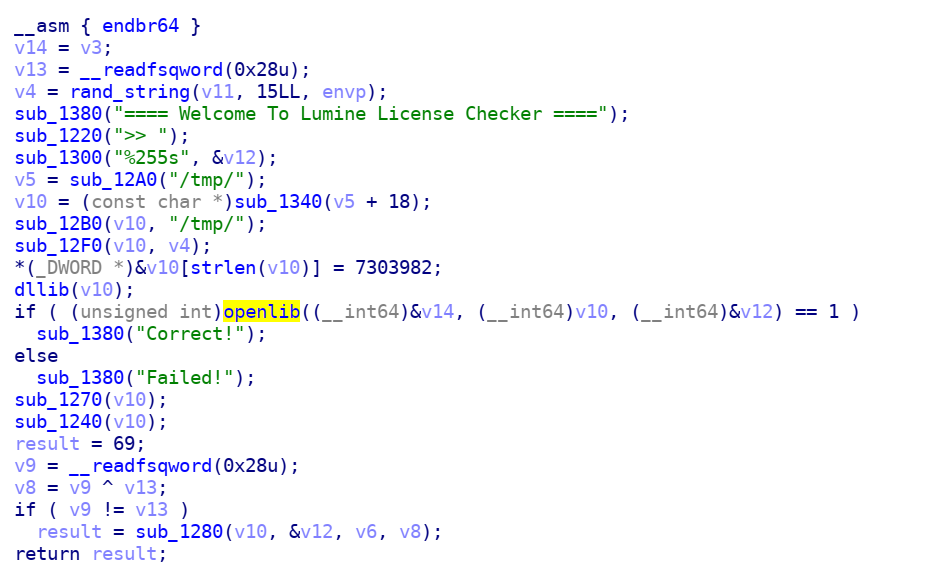 __asm { endbr64 }
v14 = v3;
v13 = __readfsqword(0x28u);
v4 = rand_string(v11, 15LL, envp);
sub_1380("==== Welcome To Lumine License Checker ====");
sub_1220(">> ");
sub_1300("%255s", &v12);
v5 = sub_12A0("/tmp/");
v10 = (const char *)sub_1340(v5 + 18);
sub_12B0(v10, "/tmp/");
sub_12F0(v10, v4);
*(_DWORD *)&v10[strlen(v10)] = 7303982;
dllib(v10);
if ( (unsigned int)openlib((__int64)&v14, (__int64)v10, (__int64)&v12) == 1 )
sub_1380("Correct!");
else
sub_1380("Failed!");
sub_1270(v10);
sub_1240(v10);
result = 69;
v9 = __readfsqword(0x28u);
v8 = v9 ^ v13;
if ( v9 != v13 )
result = sub_1280(v10, &v12, v6, v8);
return result;